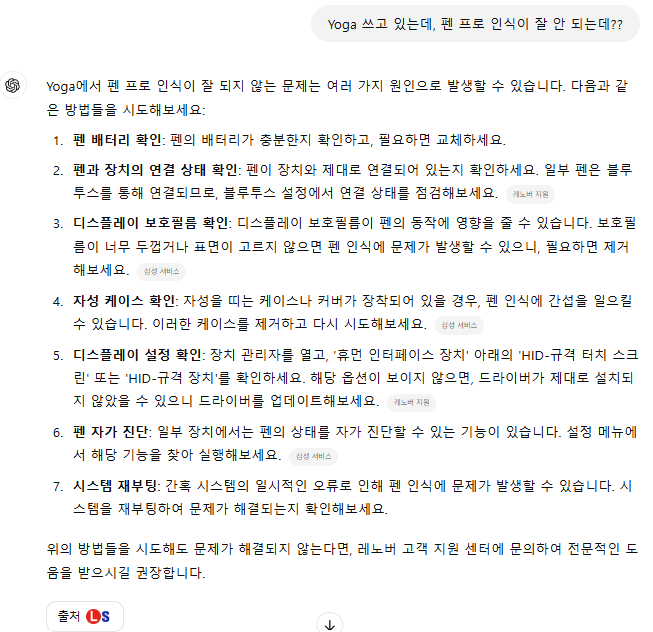 Yoga 쓰고 있는데, 펜 프로 인식이 잘 안 되는데??
Yoga에서 펜 프로 인식이 잘 되지 않는 문제는 여러 가지 원인으로 발생할 수 있습니다. 다음과 같
은 방법들을 시도해보세요:
1. 펜 배터리 확인: 펜의 배터리가 충분한지 확인하고, 필요하면 교체하세요.
2. 펜과 장치의 연결 상태 확인: 펜이 장치와 제대로 연결되어 있는지 확인하세요. 일부 펜은 블루
투스를 통해 연결되므로, 블루투스 설정에서 연결 상태를 점검해보세요. 레노버 지원
3. 디스플레이 보호필름 확인: 디스플레이 보호필름이 펜의 동작에 영향을 줄 수 있습니다. 보호필
름이 너무 두껍거나 표면이 고르지 않으면 펜 인식에 문제가 발생할 수 있으니, 필요하면 제거
해보세요. 삼성 서비스
4. 자성 케이스 확인: 자성을 띠는 케이스나 커버가 장착되어 있을 경우, 펜 인식에 간섭을 일으킬
수 있습니다. 이러한 케이스를 제거하고 다시 시도해보세요. 삼성 서비스
5. 디스플레이 설정 확인: 장치 관리자를 열고, '휴먼 인터페이스 장치' 아래의 'HID-규격 터치 스크
린' 또는 'HID-규격 장치'를 확인하세요. 해당 옵션이 보이지 않으면, 드라이버가 제대로 설치되
지 않았을 수 있으니 드라이버를 업데이트해보세요. 레노버 지원
6. 펜 자가 진단: 일부 장치에서는 펜의 상태를 자가 진단할 수 있는 기능이 있습니다. 설정 메뉴에
서 해당 기능을 찾아 실행해보세요. 삼성 서비스
7. 시스템 재부팅: 간혹 시스템의 일시적인 오류로 인해 펜 인식에 문제가 발생할 수 있습니다. 시
스템을 재부팅하여 문제가 해결되는지 확인해보세요.
위의 방법들을 시도해도 문제가 해결되지 않는다면, 레노버 고객 지원 센터에 문의하여 전문적인 도
움을 받으시길 권장합니다.
출처 L S